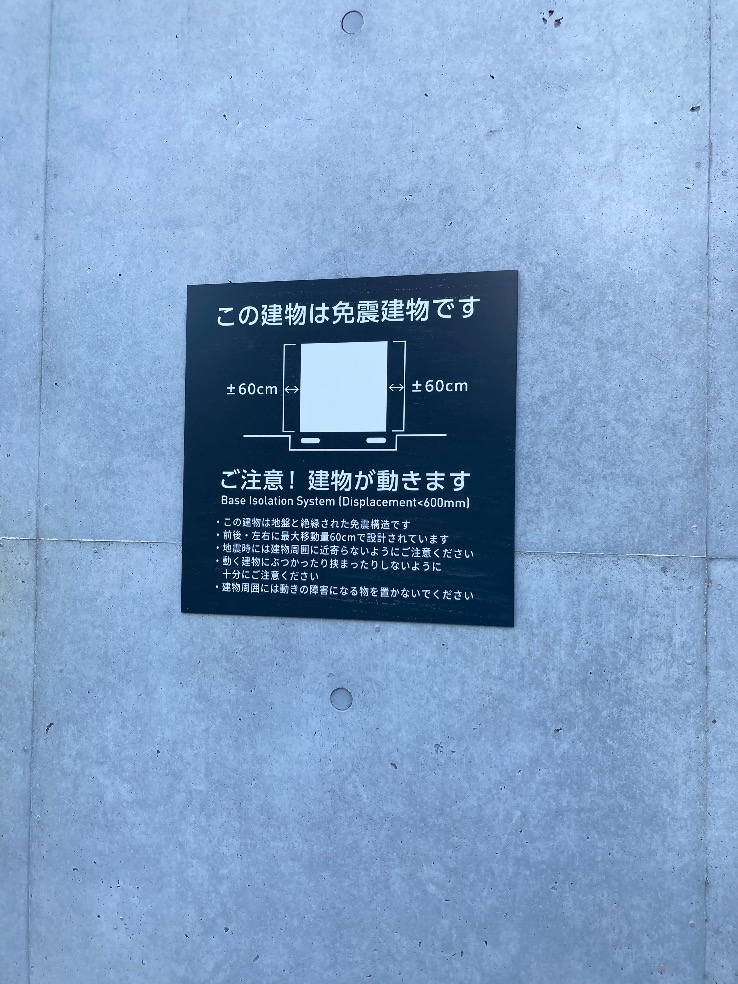 この建物は免震建物です
±60cm ↔ ↔ ±60cm
ご注意！建物が動きます
Base Isolation System (Displacement<600mm)
・この建物は地盤と絶縁された免震構造です
・前後・左右に最大移動量60cmで設計されています
・地震時には建物周囲に近寄らないようにご注意ください
・動く建物にぶつかったり挟まったりしないように
十分にご注意ください
・建物周囲には動きの障害になる物を置かないでください